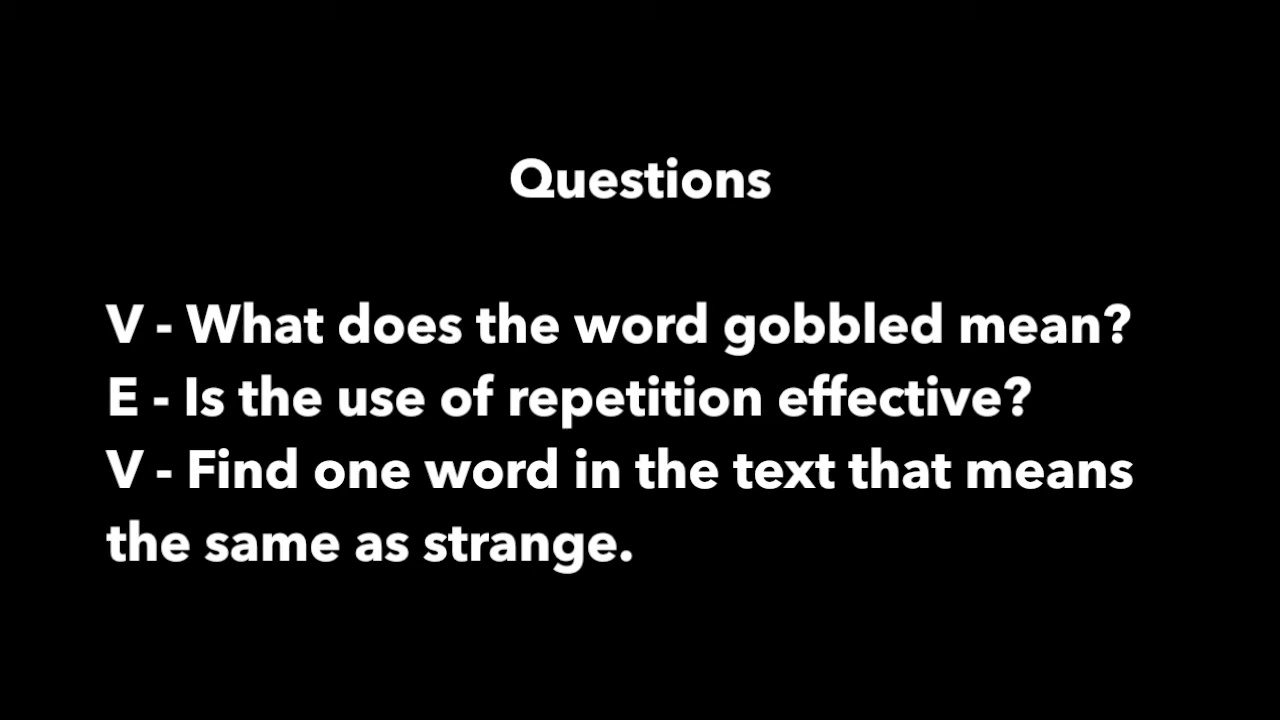 Questions
V - What does the word gobbled mean?
E - Is the use of repetition effective?
V - Find one word in the text that means
the same as strange.